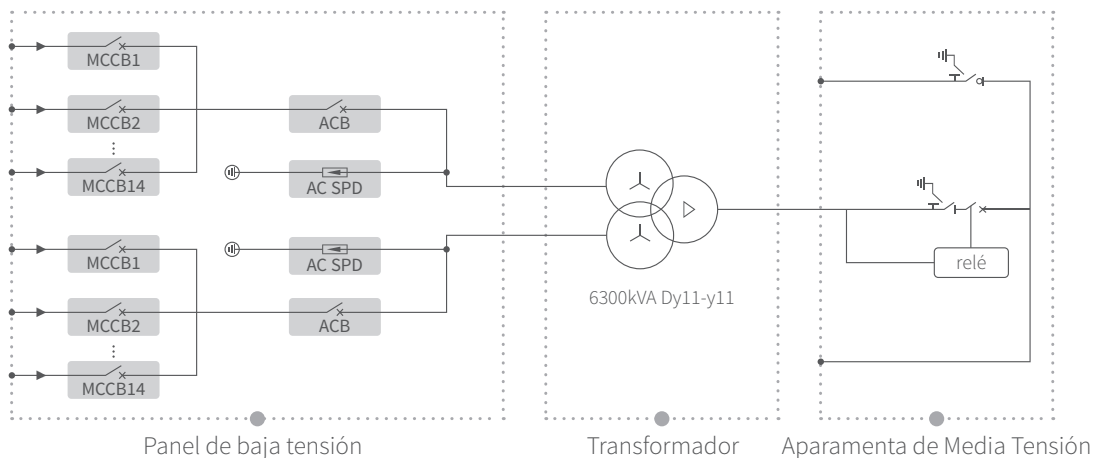 MCCB1
MCCB2
MCCB14
ACB
AC SPD
MCCB1
MCCB2
MCCB14
AC SPD
ACB
6300kVA Dy11-y11
relé
Panel de baja tensión
Transformador
Aparamenta de Media Tensión